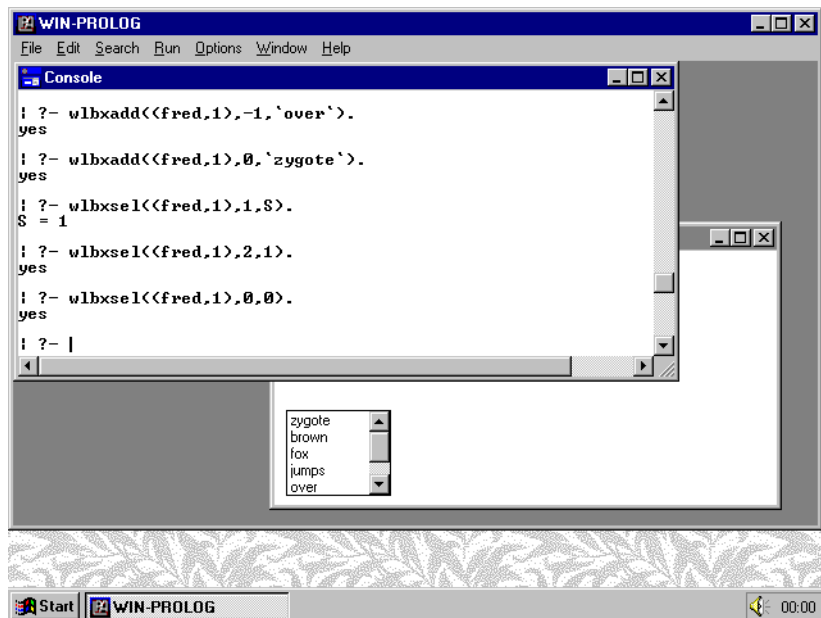 WIN-PROLOG
File Edit Search Run Options Window Help
Console
| ?- wlbxadd((fred,1),-1,`over`).
yes
| ?- wlbxadd((fred,1),0,`zygote`).
yes
| ?- wlbxsel((fred,1),1,S).
S = 1
| ?- wlbxsel((fred,1),2,1).
yes
| ?- wlbxsel((fred,1),0,0).
yes
| ?- |
zygote
brown
fox
jumps
over
Start WIN-PROLOG 00:00